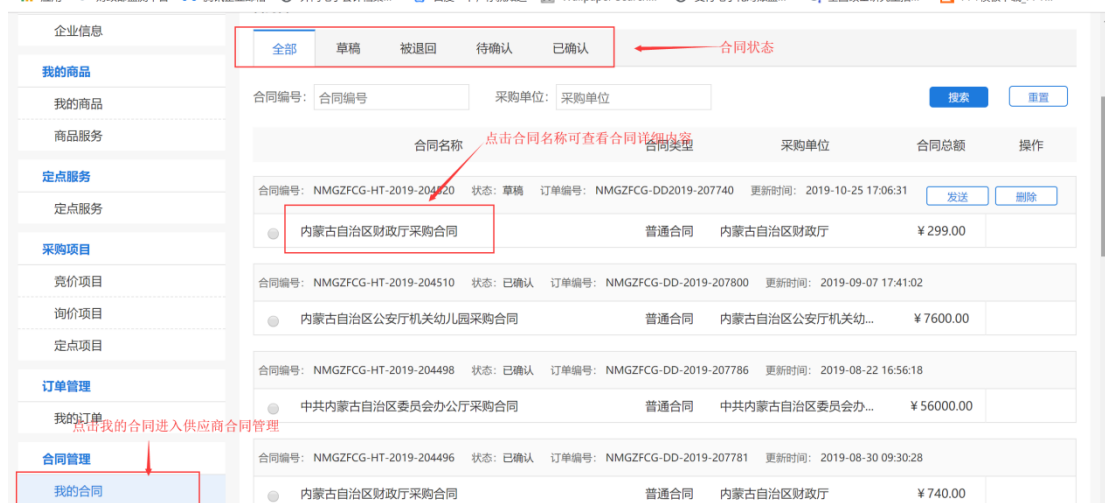 企业信息
我的商品
我的商品
商品服务
定点服务
定点服务
采购项目
竞价项目
询价项目
定点项目
订单管理
我的订单
点击我的合同进入供应商合同管理
合同管理
我的合同
全部 草稿 被退回 待确认 已确认
合同状态
合同编号: 合同编号 采购单位: 采购单位 搜索 重置
点击合同名称可查看合同详细内容
合同名称 合同类型 采购单位 合同总额 操作
合同编号: NMGZFCG-HT-2019-204520 状态: 草稿 订单编号: NMGZFCG-DD2019-207740 更新时间: 2019-10-25 17:06:31 发送 删除
内蒙古自治区财政厅采购合同 普通合同 内蒙古自治区财政厅 ¥299.00
合同编号: NMGZFCG-HT-2019-204510 状态: 已确认 订单编号: NMGZFCG-DD-2019-207800 更新时间: 2019-09-07 17:41:02
内蒙古自治区公安厅机关幼儿园采购合同 普通合同 内蒙古自治区公安厅机关幼... ¥7600.00
合同编号: NMGZFCG-HT-2019-204498 状态: 已确认 订单编号: NMGZFCG-DD-2019-207786 更新时间: 2019-08-22 16:56:18
中共内蒙古自治区委员会办公厅采购合同 普通合同 中共内蒙古自治区委员会办... ¥56000.00
合同编号: NMGZFCG-HT-2019-204496 状态: 已确认 订单编号: NMGZFCG-DD-2019-207781 更新时间: 2019-08-30 09:30:28
内蒙古自治区财政厅采购合同 普通合同 内蒙古自治区财政厅 ¥740.00